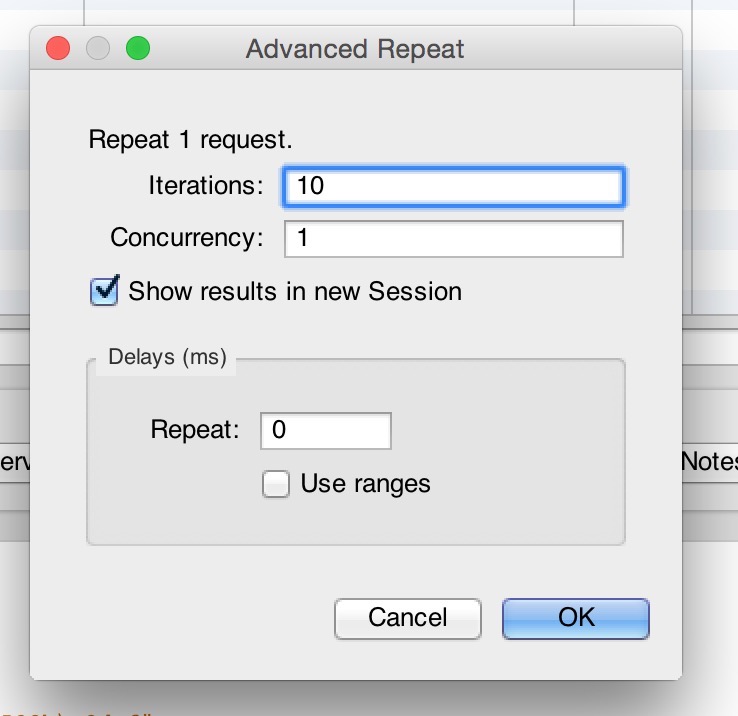 Advanced Repeat
Repeat 1 request.
Iterations: 10
Concurrency: 1
Show results in new Session
Delays (ms)
Repeat: 0
Use ranges
Notes
Cancel OK